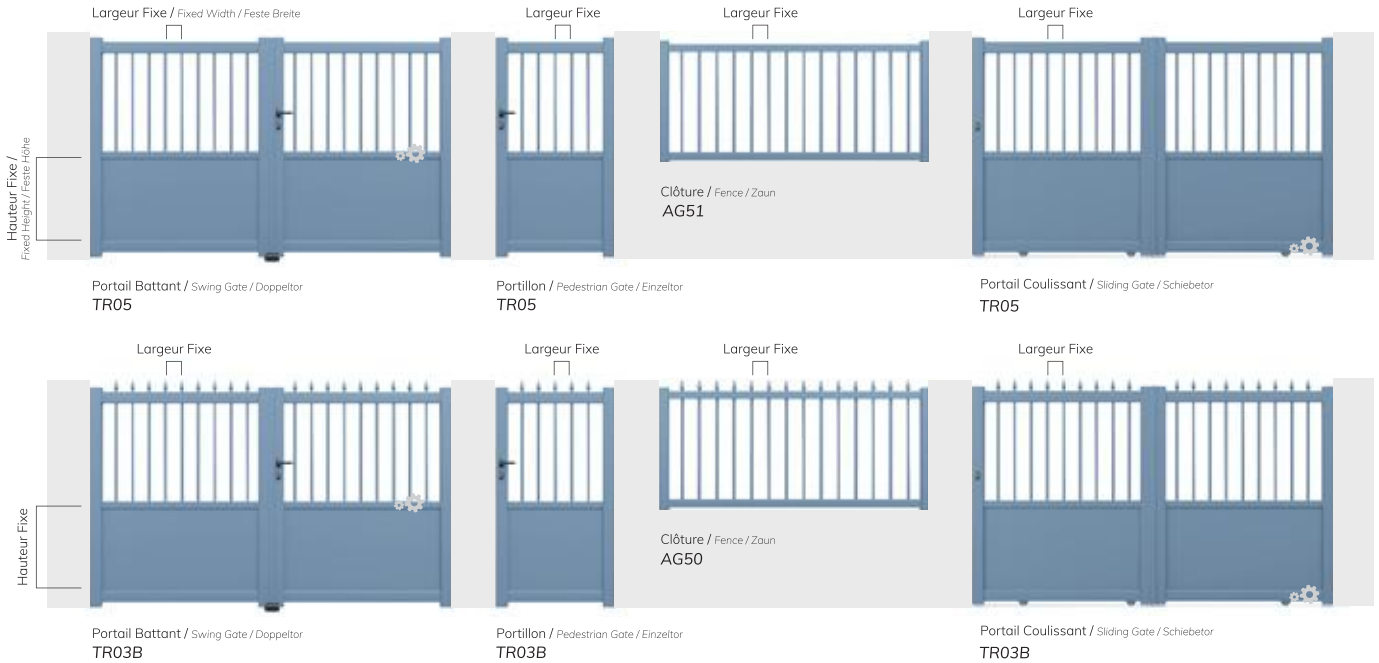 Largeur Fixe / Fixed Width / Feste Breite
Largeur Fixe
Largeur Fixe
Largeur Fixe
Hauteur Fixe /
Fixed Height / Feste Höhe
Clôture / Fence / Zaun
AG51
Portail Battant / Swing Gate / Doppeltor
TR05
Portillon / Pedestrian Gate / Einzeltor
TR05
Portail Coulissant / Sliding Gate / Schiebetor
TR05
Largeur Fixe
Largeur Fixe
Largeur Fixe
Largeur Fixe
Hauteur Fixe
Clôture / Fence / Zaun
AG50
Portail Battant / Swing Gate / Doppeltor
TR03B
Portillon / Pedestrian Gate / Einzeltor
TR03B
Portail Coulissant / Sliding Gate / Schiebetor
TR03B